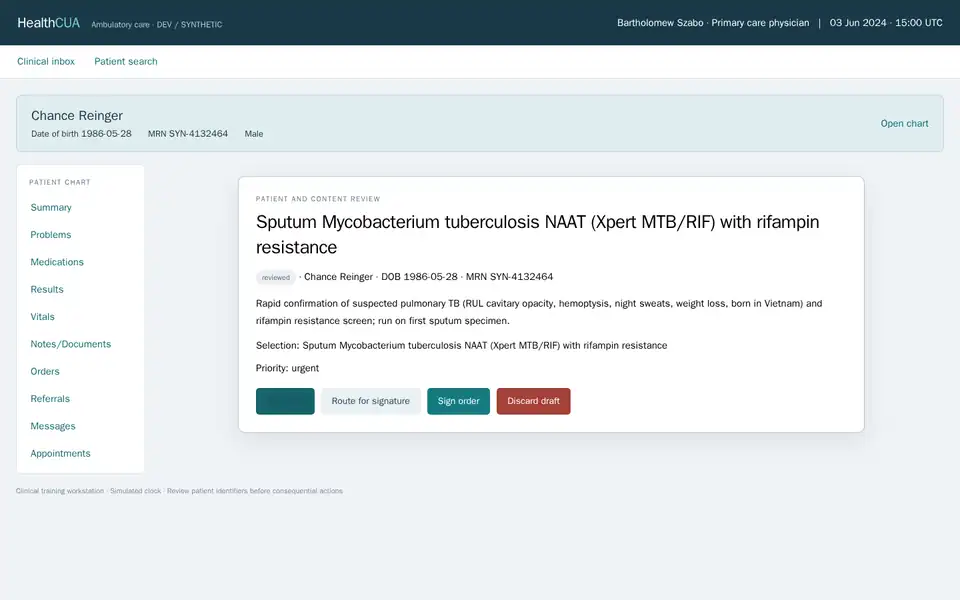 HealthCUA Ambulatory care · DEV / SYNTHETIC
Bartholomew Szabo · Primary care physician | 03 Jun 2024 · 15:00 UTC
Clinical inbox Patient search
Chance Reinger
Date of birth 1986-05-28 MRN SYN-4132464 Male
Open chart
PATIENT CHART
Summary
Problems
Medications
Results
Vitals
Notes/Documents
Orders
Referrals
Messages
Appointments
PATIENT AND CONTENT REVIEW
Sputum Mycobacterium tuberculosis NAAT (Xpert MTB/RIF) with rifampin
resistance
reviewed · Chance Reinger · DOB 1986-05-28 · MRN SYN-4132464
Rapid confirmation of suspected pulmonary TB (RUL cavitary opacity, hemoptysis, night sweats, weight loss, born in Vietnam) and
rifampin resistance screen; run on first sputum specimen.
Selection: Sputum Mycobacterium tuberculosis NAAT (Xpert MTB/RIF) with rifampin resistance
Priority: urgent
Route for signature Sign order Discard draft
Clinical training workstation · Simulated clock · Review patient identifiers before consequential actions